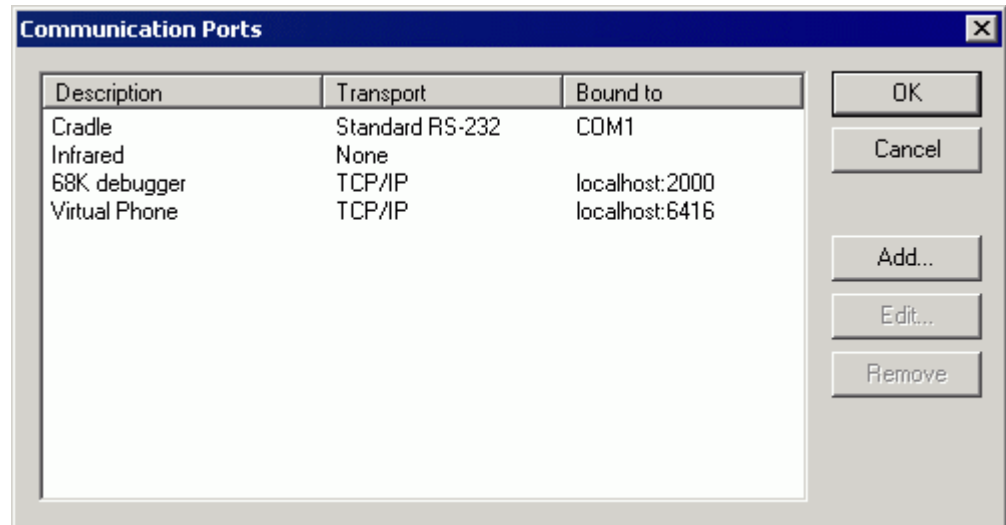 Communication Ports
Description Transport Bound to
Cradle Standard RS-232 COM1
Infrared None
68K debugger TCP/IP localhost:2000
Virtual Phone TCP/IP localhost:6416
OK
Cancel
Add...
Edit...
Remove